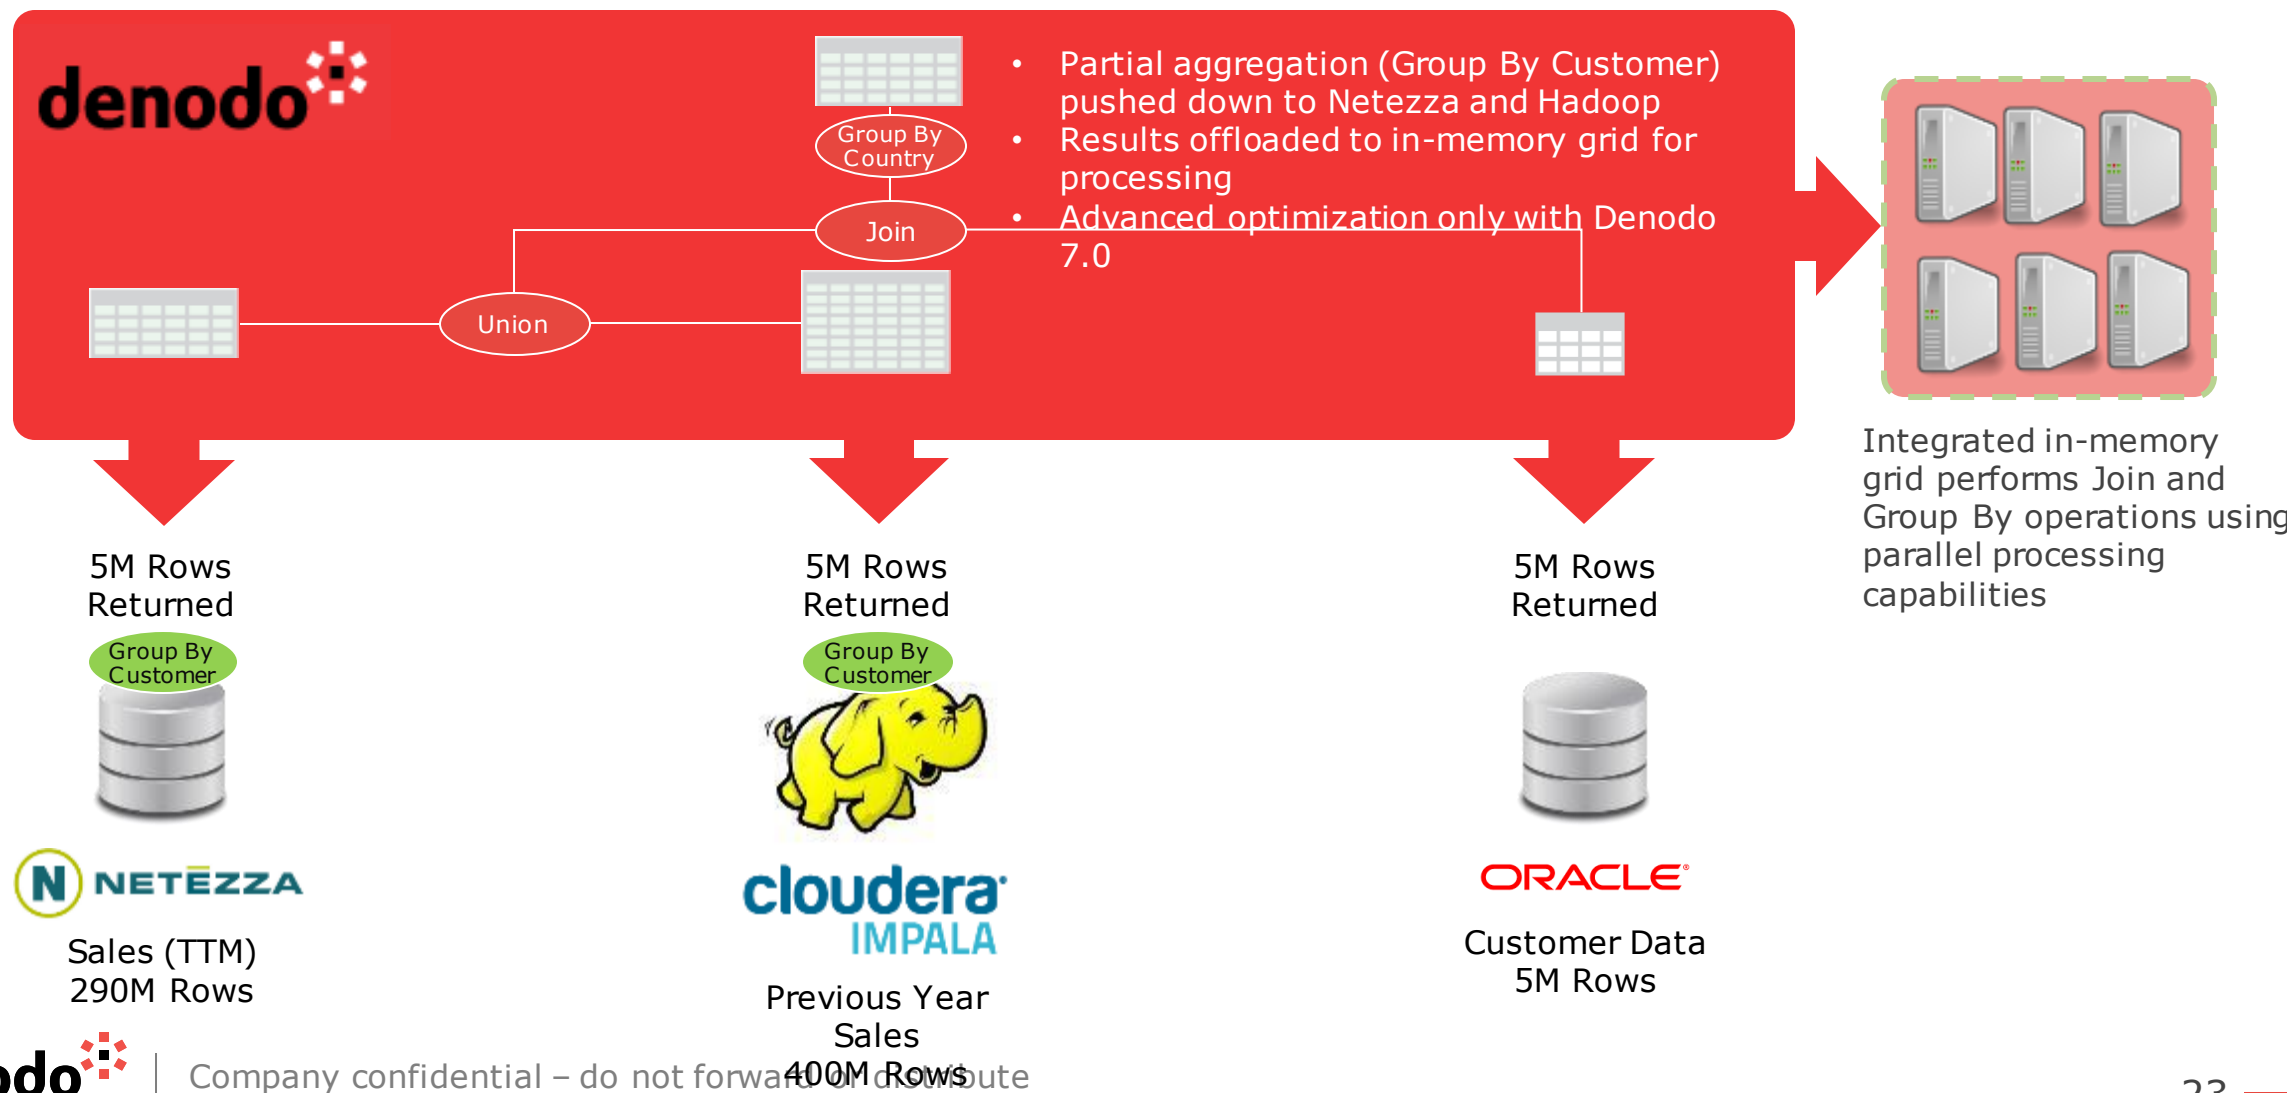 denodo
Group By
Country
Join
Union
• Partial aggregation (Group By Customer)
pushed down to Netezza and Hadoop
• Results offloaded to in-memory grid for
processing
• Advanced optimization only with Denodo
7.0
Integrated in-memory
grid performs Join and
Group By operations using
parallel processing
capabilities
5M Rows
Returned
Group By
Customer
N NETĒZZA
Sales (TTM)
290M Rows
5M Rows
Returned
Group By
Customer
cloudera
IMPALA
Previous Year
Sales
400M Rows
5M Rows
Returned
ORACLE®
Customer Data
5M Rows
odo
Company confidential – do not forward or distribute
23